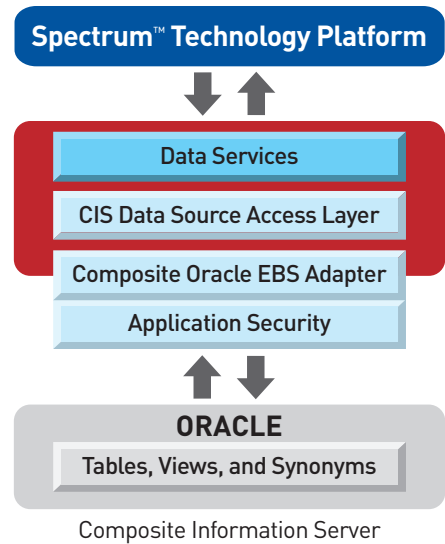 Spectrum™ Technology Platform
Data Services
CIS Data Source Access Layer
Composite Oracle EBS Adapter
Application Security
ORACLE
Tables, Views, and Synonyms
Composite Information Server